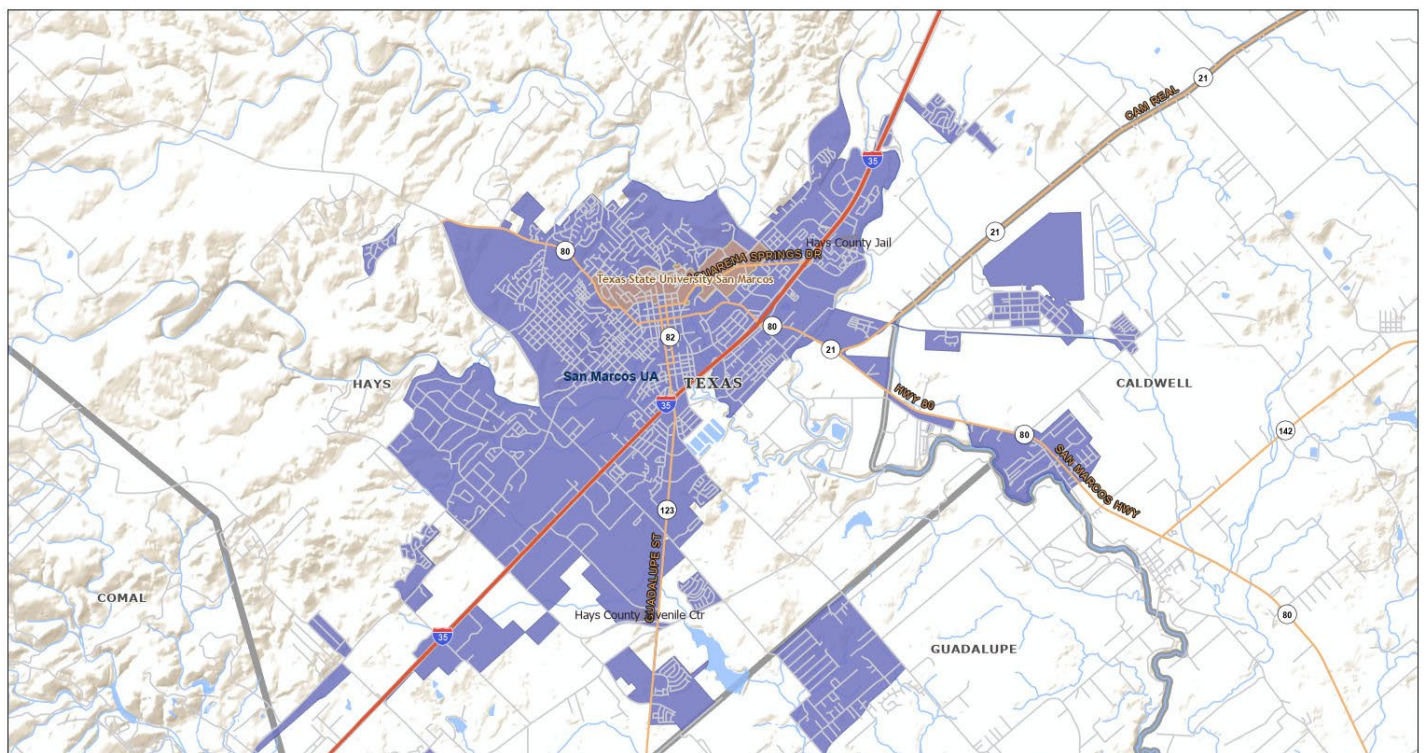 21
CAM REAL
35
21
Hays County Jail
AQUARENA SPRINGS DR
80
Texas State University San Marcos
80
82
21
San Marcos UA
TEXAS
HAYS
CALDWELL
35
HWY 80
80
142
SAN MARCOS HWY
123
GUADALUPE ST
COMAL
Hays County Juvenile Ctr
80
35
GUADALUPE